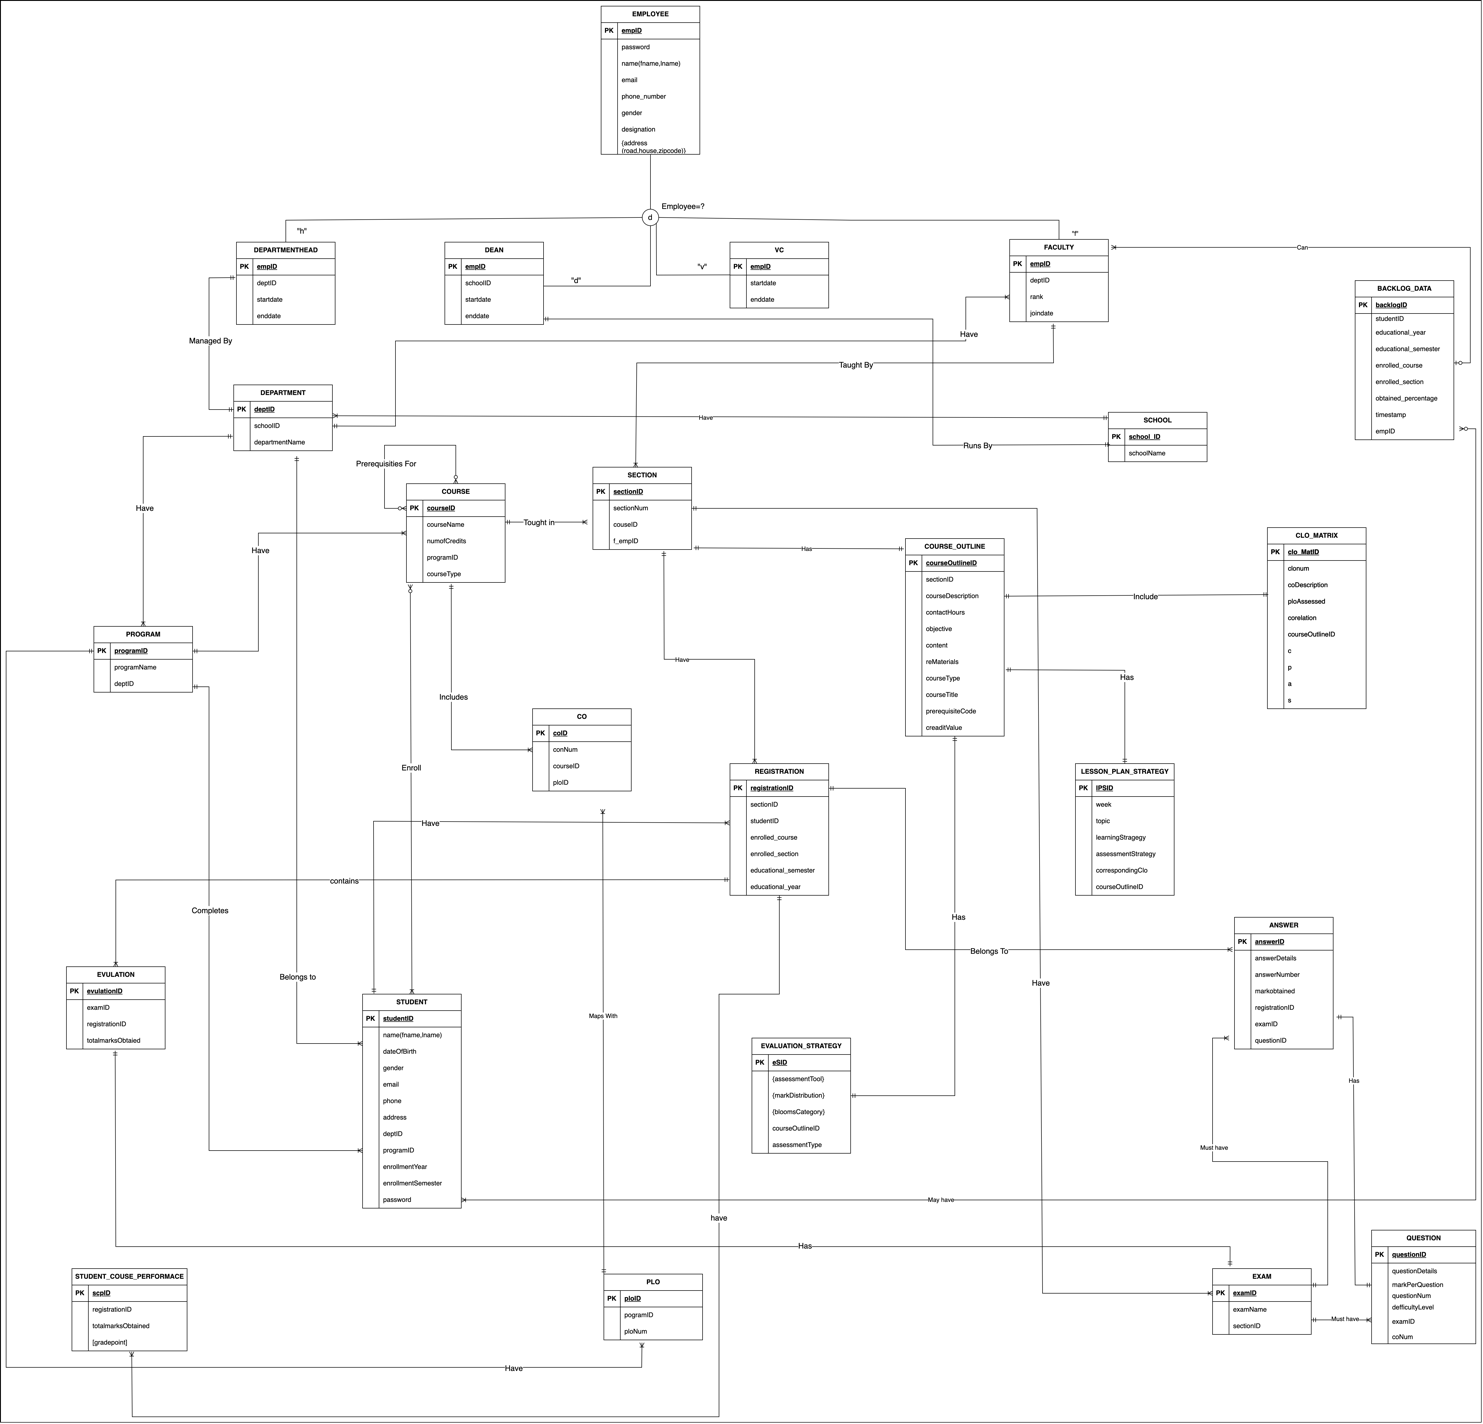 EMPLOYEE
PK empID
password
name(fname,lname)
email
phone_number
gender
designation
{address
(road,house,zipcode)}
Employee=?
d
"h"
"d"
"v"
"f"
DEPARTMENTHEAD
PK empID
deptID
startdate
enddate
DEAN
PK empID
schoolID
startdate
enddate
VC
PK empID
startdate
enddate
FACULTY
PK empID
deptID
rank
joindate
Can
BACKLOG_DATA
PK backlogID
studentID
educational_year
educational_semester
enrolled_course
enrolled_section
obtained_percentage
timestamp
empID
Managed By
Have
Taught By
DEPARTMENT
PK deptID
schoolID
departmentName
Have
SCHOOL
PK school_ID
schoolName
Runs By
Prerequisities For
COURSE
PK courseID
courseName
numofCredits
programID
courseType
Tought in
SECTION
PK sectionID
sectionNum
couseID
f_empID
Have
Have
Has
COURSE_OUTLINE
PK courseOutlineID
sectionID
courseDescription
contactHours
objective
content
reMaterials
courseType
courseTitle
prerequisiteCode
creaditValue
Include
CLO_MATRIX
PK clo_MatID
clonum
coDescription
ploAssessed
corelation
courseOutlineID
c
p
a
s
PROGRAM
PK programID
programName
deptID
Have
Has
Includes
CO
PK coID
conNum
courseID
ploID
Enroll
REGISTRATION
PK registrationID
sectionID
studentID
enrolled_course
enrolled_section
educational_semester
educational_year
LESSON_PLAN_STRATEGY
PK lPSID
week
topic
learningStragegy
assessmentStrategy
correspondingClo
courseOutlineID
Have
contains
Completes
Has
Belongs To
ANSWER
PK answerID
answerDetails
answerNumber
markobtained
registrationID
examID
questionID
EVULATION
PK evulationID
examID
registrationID
totalmarksObtaied
Belongs to
Have
STUDENT
PK studentID
name(fname,lname)
dateOfBirth
gender
email
phone
address
deptID
programID
enrollmentYear
enrollmentSemester
password
Maps With
EVALUATION_STRATEGY
PK eSID
{assessmentTool}
{markDistribution}
{bloomsCategory}
courseOutlineID
assessmentType
Has
Must have
May have
have
Has
STUDENT_COUSE_PERFORMACE
PK scpID
registrationID
totalmarksObtained
[gradepoint]
PLO
PK ploID
pogramID
ploNum
EXAM
PK examID
examName
sectionID
Must have
QUESTION
PK questionID
questionDetails
markPerQuestion
questionNum
defficultyLevel
examID
coNum
Have